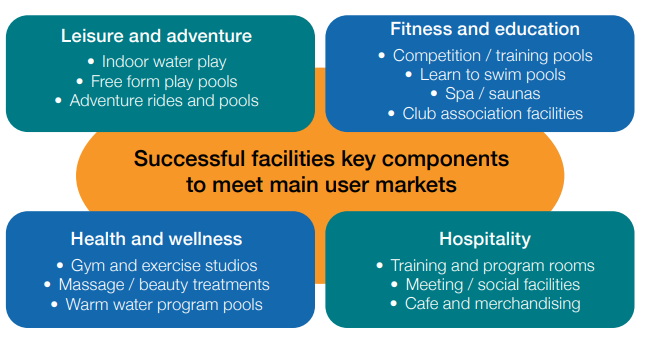 Leisure and adventure
• Indoor water play
• Free form play pools
• Adventure rides and pools
Fitness and education
• Competition / training pools
• Learn to swim pools
• Spa / saunas
• Club association facilities
Successful facilities key components
to meet main user markets
Health and wellness
• Gym and exercise studios
• Massage / beauty treatments
• Warm water program pools
Hospitality
• Training and program rooms
• Meeting / social facilities
• Cafe and merchandising